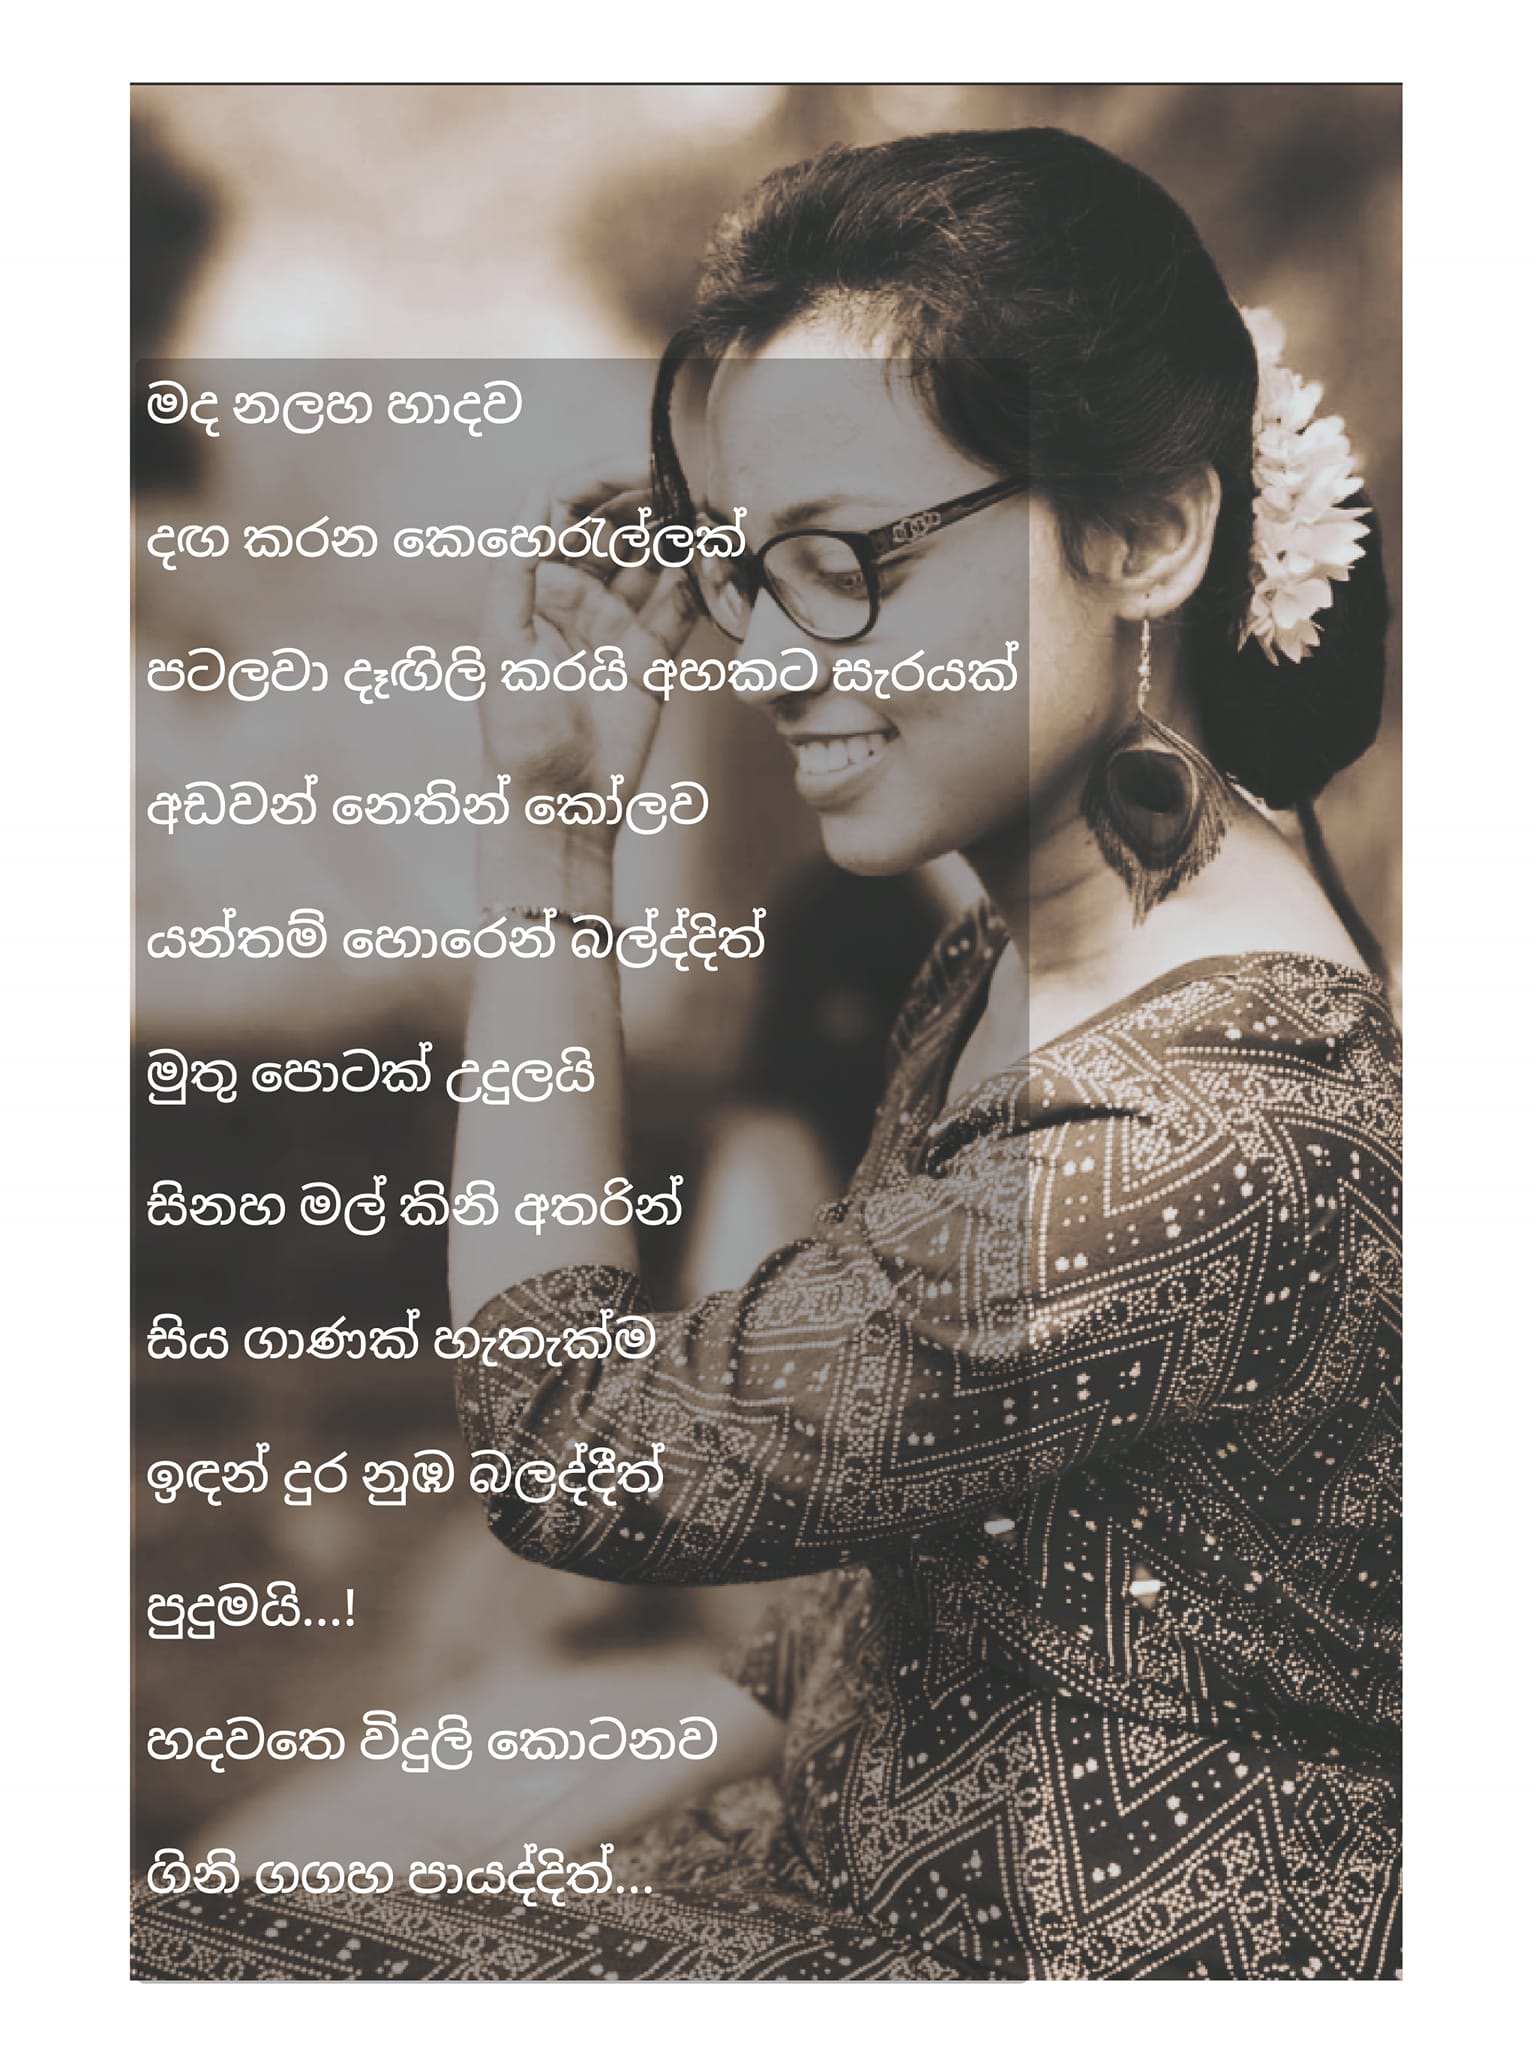 මද නලහ හාදව
දඟ කරන කෙහෙරැල්ලක්
පටලවා දෑඟිලි කරයි අහකට සැරයක්
අඩවන් නෙතින් කෝලව
යන්තම් හොරෙන් බල්ද්දිත්
මුතු පොටක් උදුලයි
සිනහ මල් කිනි අතරින්
සිය ගාණක් හැතැක්ම
ඉඳන් දුර නුඹ බලද්දීත්
පුදුමයි...!
හදවතෙ විදුලි කොටනව
ගිනි ගගහ පායද්දිත්...